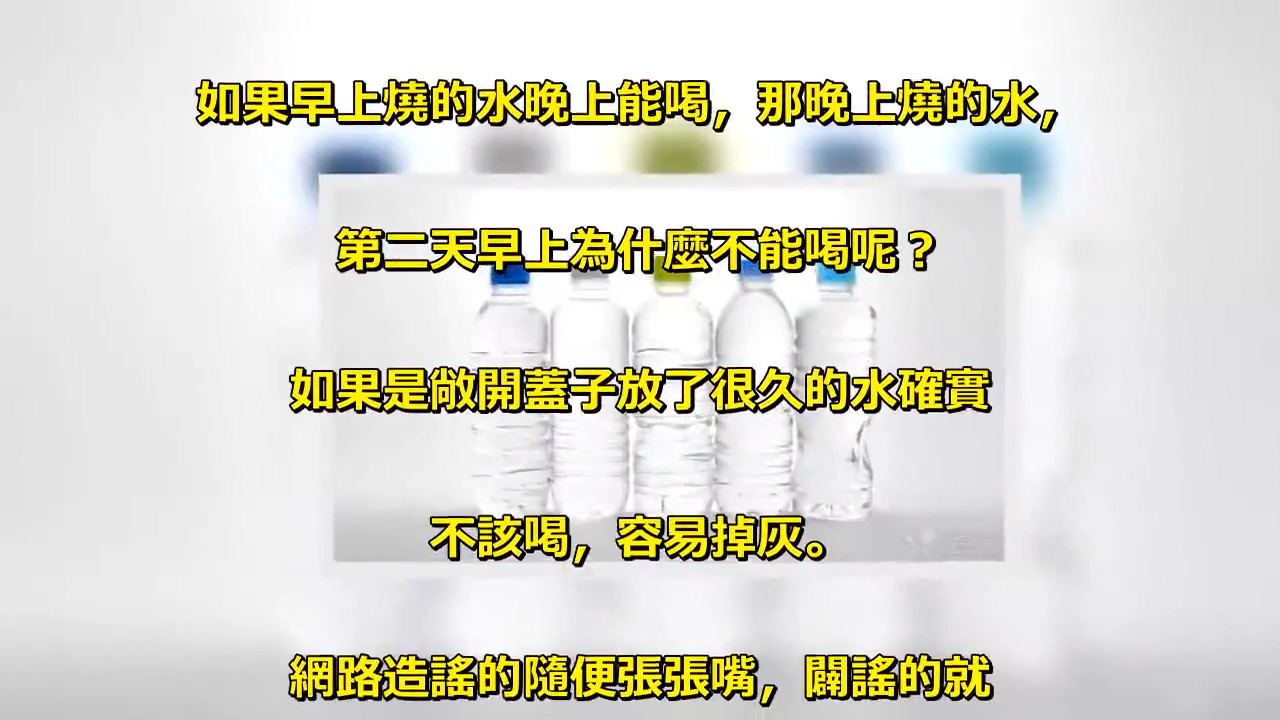 如果早上燒的水晚上能喝，那晚上燒的水，
第二天早上為什麼不能喝呢？
如果是敞開蓋子放了很久的水確實
不該喝，容易掉灰。
網路造謠的隨便張張嘴，闢謠的就